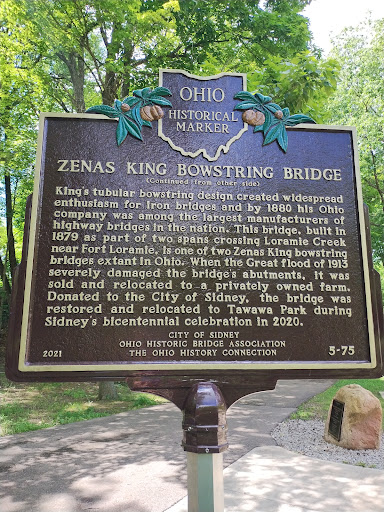 OHIO
HISTORICAL
MARKER
ZENAS KING BOWSTRING BRIDGE
(Continued from other side)
King's tubular bowstring design created widespread
enthusiasm for iron bridges and by 1880 his Ohio
company was among the largest manufacturers of
highway bridges in the nation. This bridge, built in
1879 as part of two spans crossing Loramie Creek
near Fort Loramie, is one of two Zenas King bowstring
bridges extant in Ohio. When the Great flood of 1913
severely damaged the bridge's abutments, it was
sold and relocated to a privately owned farm.
Donated to the City of Sidney, the bridge was
restored and relocated to Tawawa Park during
Sidney's bicentennial celebration in 2020.
CITY OF SIDNEY
OHIO HISTORIC BRIDGE ASSOCIATION
2021 THE OHIO HISTORY CONNECTION 5-75